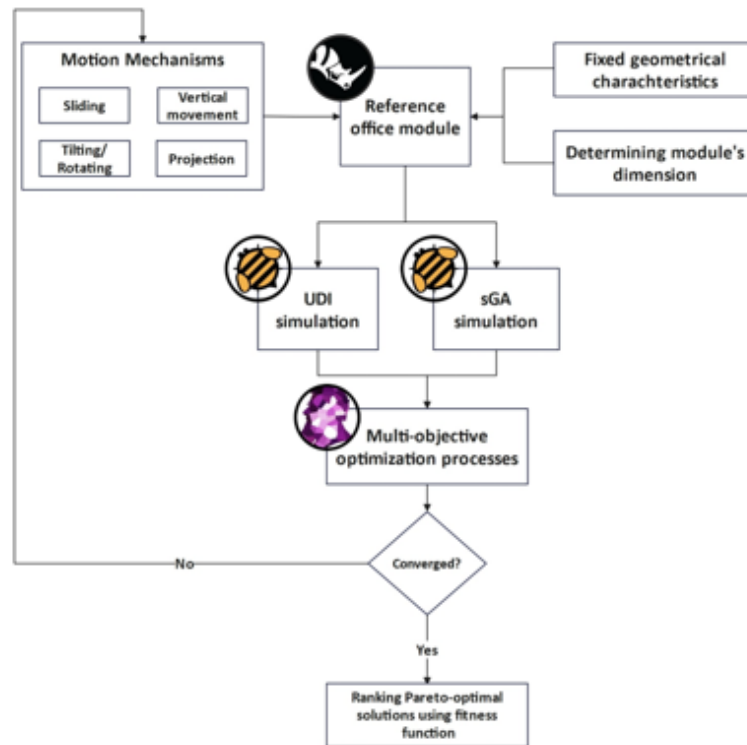 Motion Mechanisms
Sliding
Vertical
movement
Tilting/
Rotating
Projection
Reference
office module
Fixed geometrical
charachteristics
Determining module's
dimension
UDI
simulation
sGA
simulation
Multi-objective
optimization processes
Converged?
No
Yes
Ranking Pareto-optimal
solutions using fitness
function